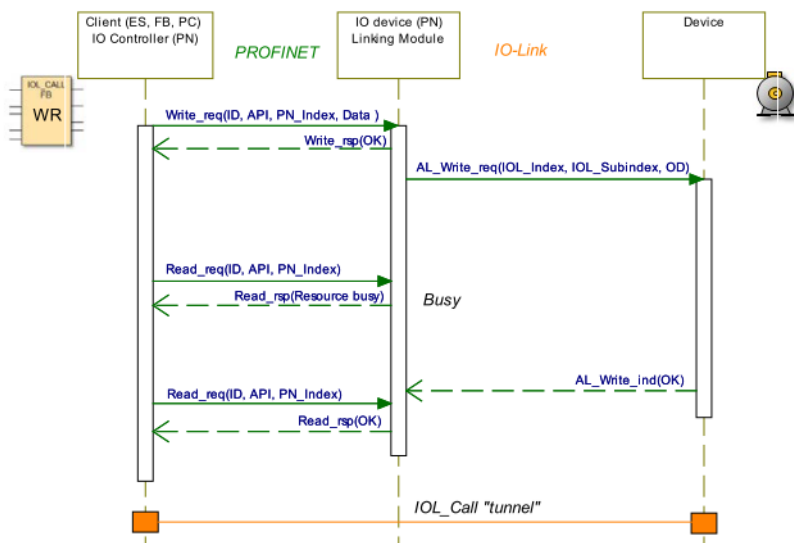 Client (ES, FB, PC)
IO Controller (PN)
PROFINET
IO device (PN)
Linking Module
IO-Link
Device
IOL_CALL
FB
WR
Write_req(ID, API, PN_Index, Data )
Write_rsp(OK)
AL_Write_req(IOL_Index, IOL_Subindex, OD)
Read_req(ID, API, PN_Index)
Read_rsp(Resource busy)
Busy
AL_Write_ind(OK)
Read_req(ID, API, PN_Index)
Read_rsp(OK)
IOL_Call "tunnel"